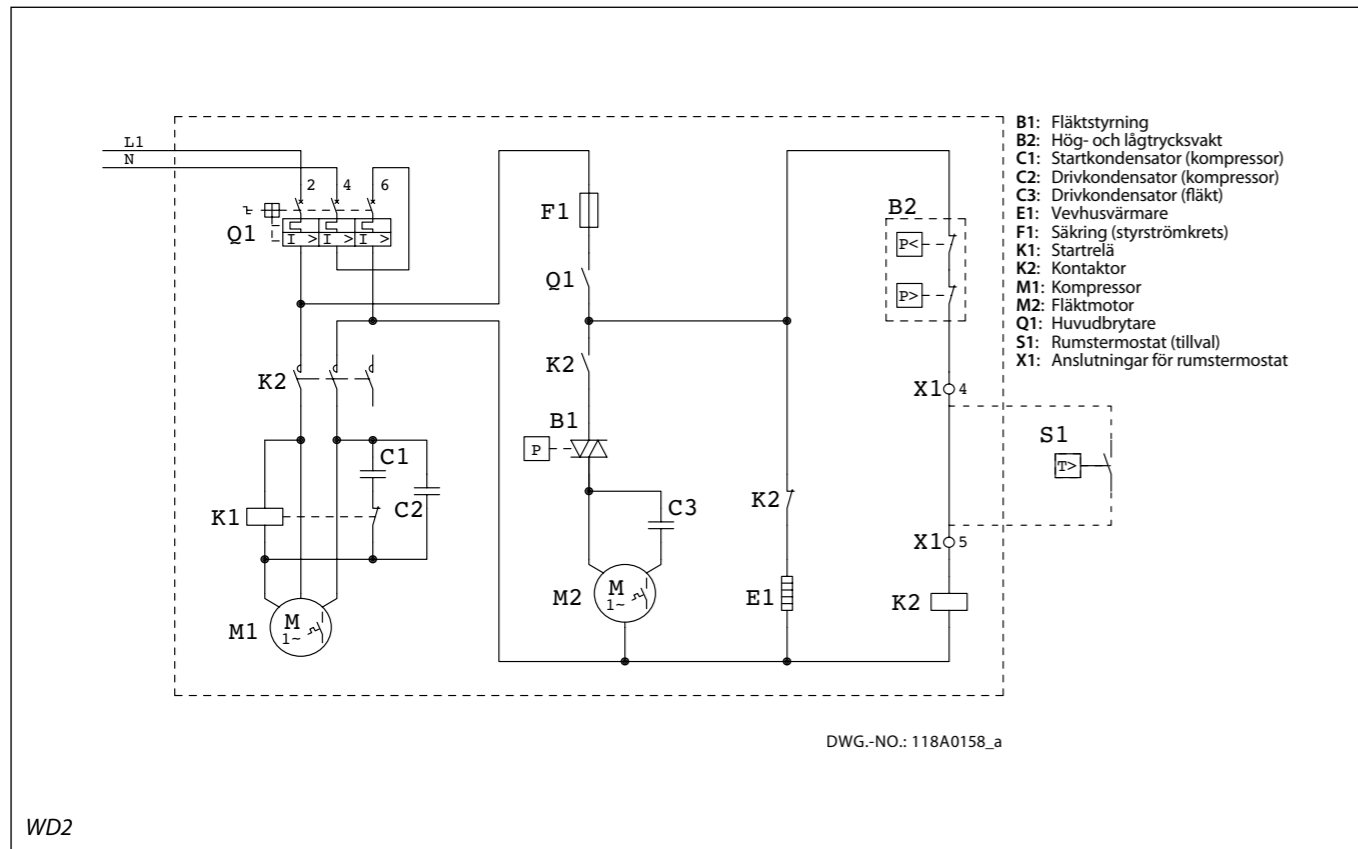 L1
N
2 4 6
Q1
I > I > I >
K2
K1
C1
C2
M1
M
1~
F1
Q1
K2
B1
P
C3
M2
M
1~
K2
E1
B2
P<
P>
X1 4
S1
T>
X1 5
K2
B1: Fläktstyrning
B2: Hög- och lågtrycksvakt
C1: Startkondensator (kompressor)
C2: Drivkondensator (kompressor)
C3: Drivkondensator (fläkt)
E1: Vevhusvärmare
F1: Säkring (styrströmkrets)
K1: Startrelä
K2: Kontaktor
M1: Kompressor
M2: Fläktmotor
Q1: Huvudbrytare
S1: Rumstermostat (tillval)
X1: Anslutningar för rumstermostat
DWG.-NO.: 118A0158_a
WD2